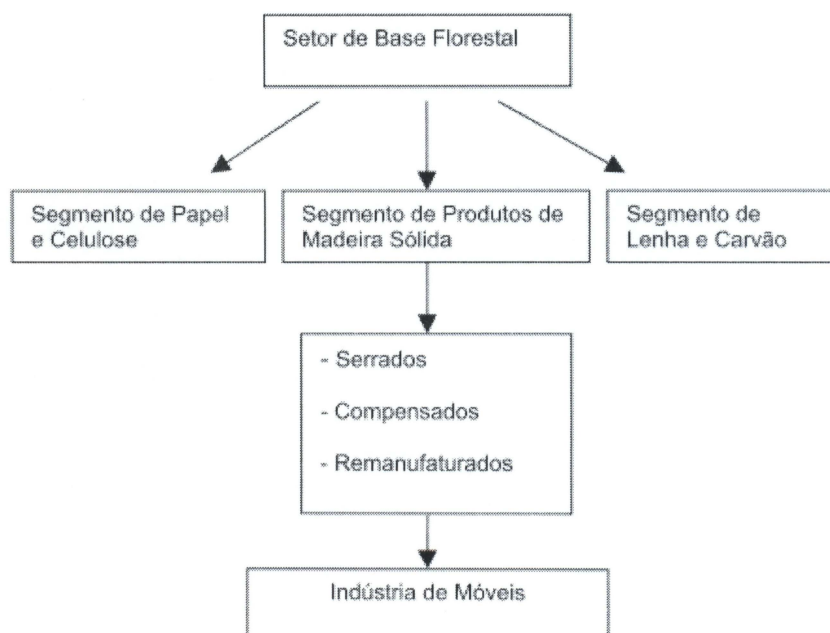 Setor de Base Florestal
Segmento de Papel
e Celulose
Segmento de Produtos de
Madeira Sólida
Segmento de
Lenha e Carvão
- Serrados
- Compensados
- Remanufaturados
Indústria de Móveis